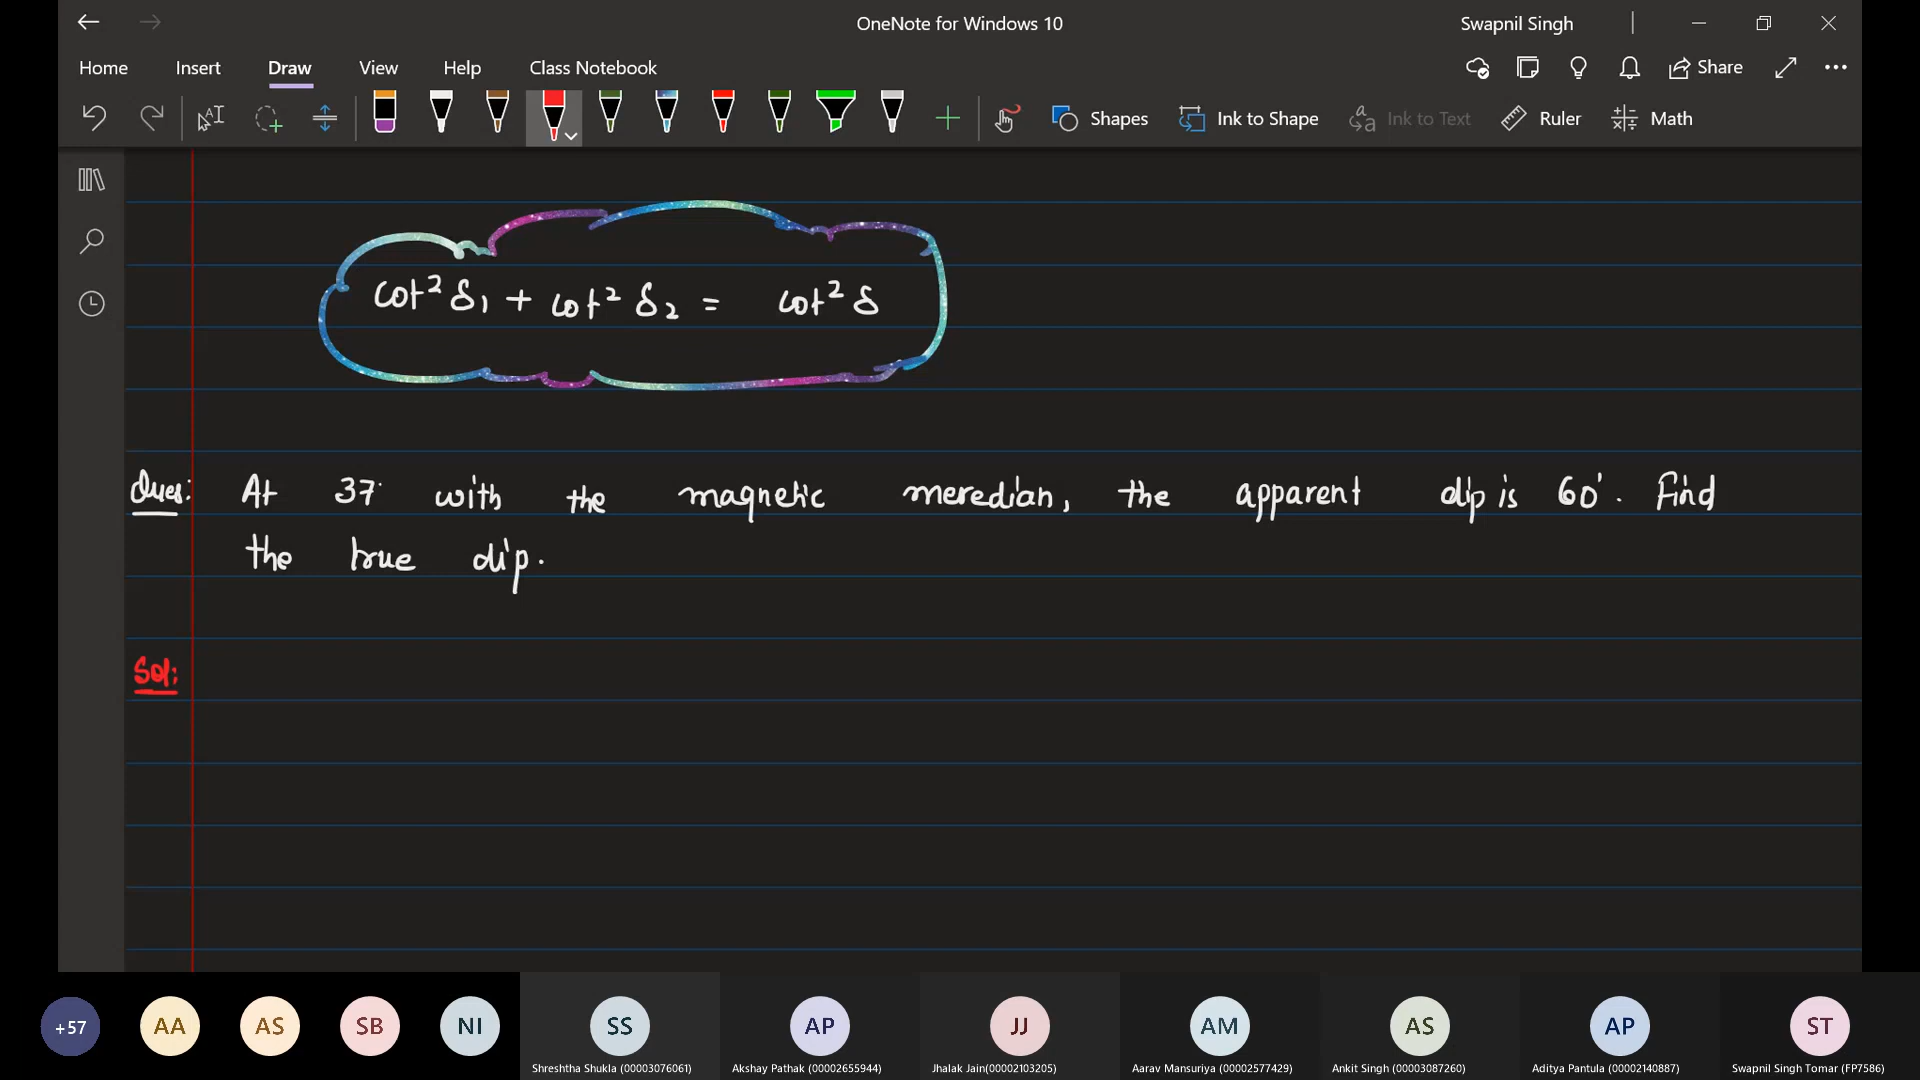 OneNote for Windows 10
Swapnil Singh
Home Insert Draw View Help Class Notebook
Share
Shapes Ink to Shape Ink to Text Ruler Math
cot² δ₁ + cot² δ₂ = cot² δ
Ques: At 37° with the magnetic meredian, the apparent dip is 60°. Find
the true dip.
Sol:
+57 AA AS SB NI SS AP JJ AM AS AP ST
Shreshtha Shukla (00003076061) Akshay Pathak (00002655944) Jhalak Jain(00002103205) Aarav Mansuriya (00002577429) Ankit Singh (00003087260) Aditya Pantula (00002140887) Swapnil Singh Tomar (FP7586)